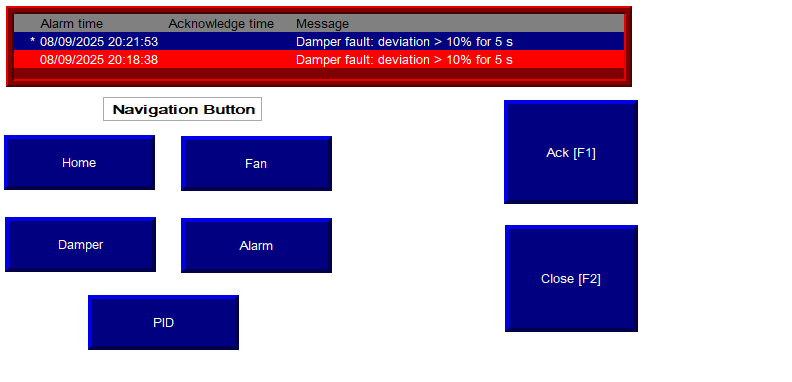 Alarm time Acknowledge time Message
* 08/09/2025 20:21:53 Damper fault: deviation > 10% for 5 s
08/09/2025 20:18:38 Damper fault: deviation > 10% for 5 s
Navigation Button
Home
Fan
Ack [F1]
Damper
Alarm
Close [F2]
PID